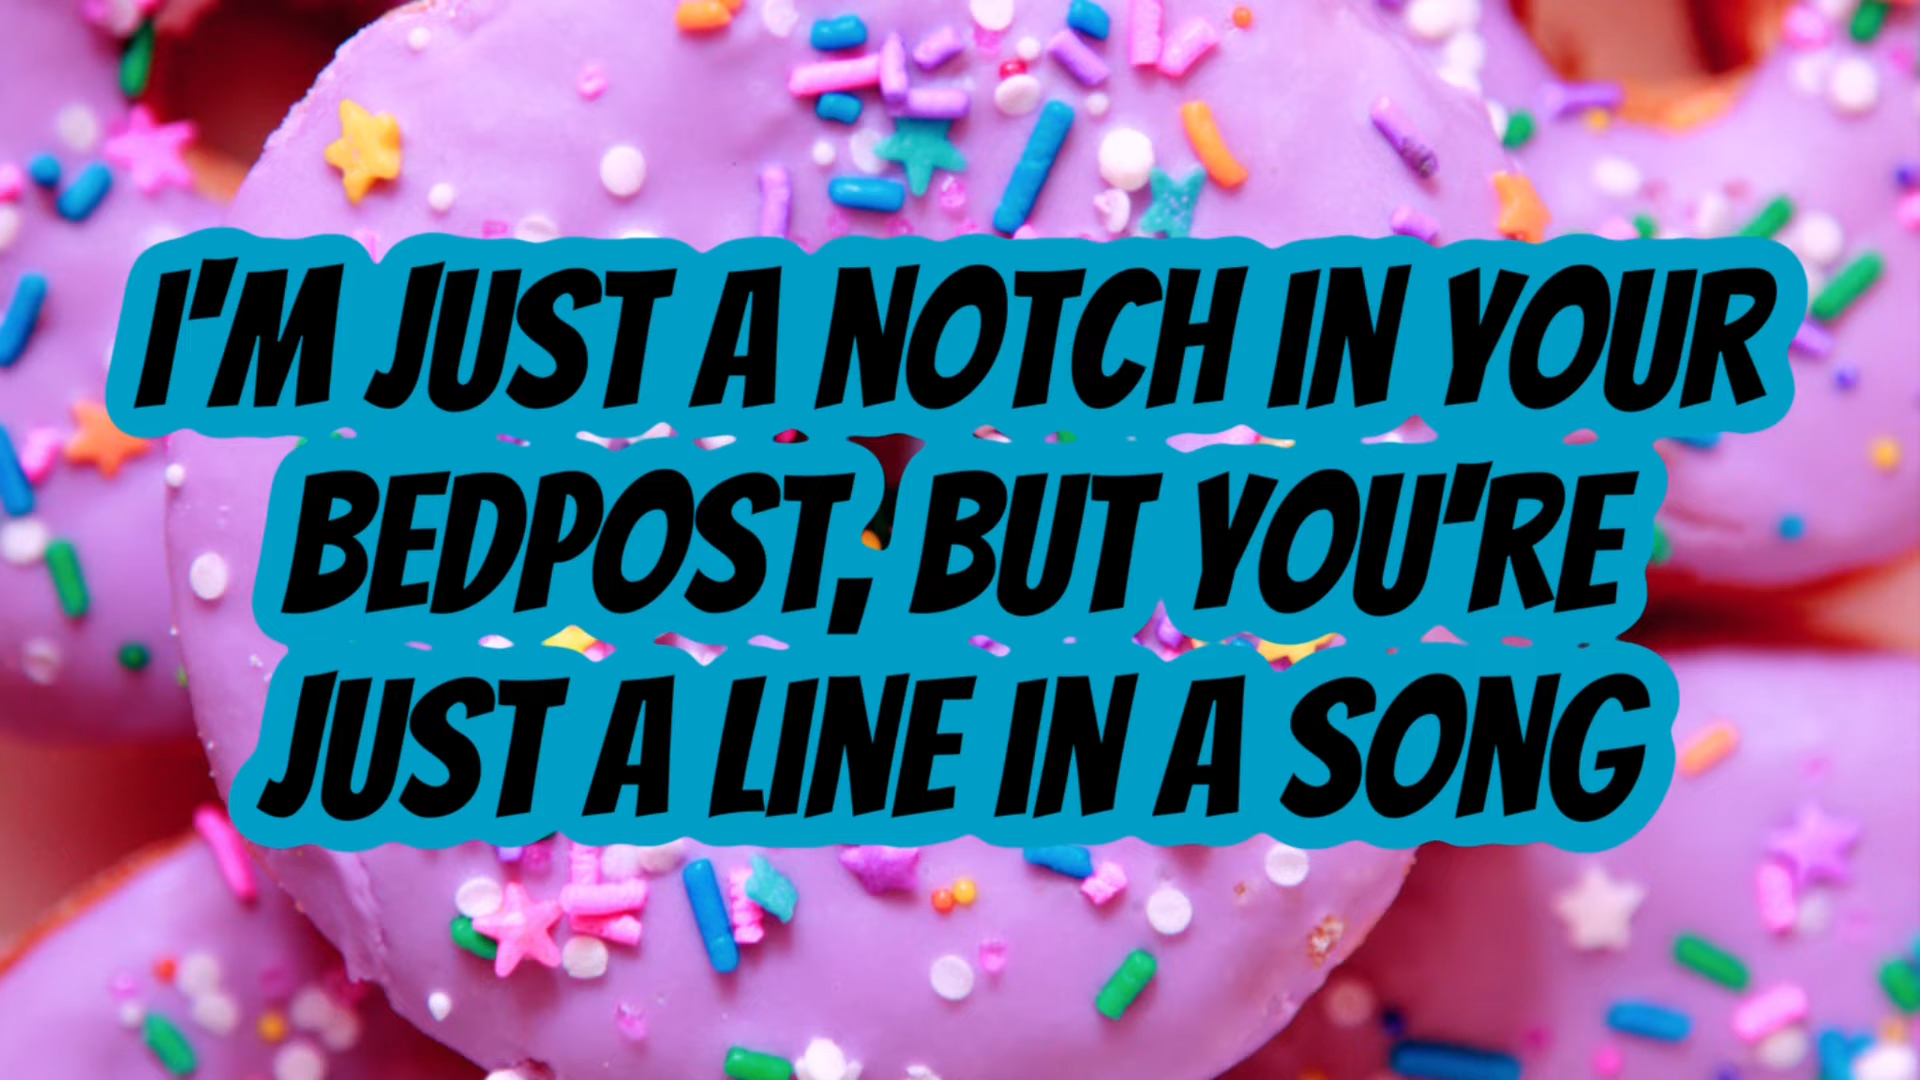 I'M JUST A NOTCH IN YOUR
BEDPOST, BUT YOU'RE
JUST A LINE IN A SONG